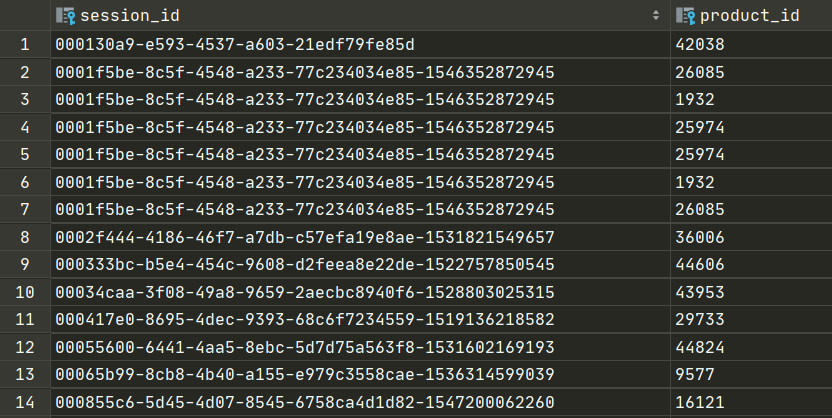 session_id product_id
1 000130a9-e593-4537-a603-21edf79fe85d 42038
2 0001f5be-8c5f-4548-a233-77c234034e85-1546352872945 26085
3 0001f5be-8c5f-4548-a233-77c234034e85-1546352872945 1932
4 0001f5be-8c5f-4548-a233-77c234034e85-1546352872945 25974
5 0001f5be-8c5f-4548-a233-77c234034e85-1546352872945 25974
6 0001f5be-8c5f-4548-a233-77c234034e85-1546352872945 1932
7 0001f5be-8c5f-4548-a233-77c234034e85-1546352872945 26085
8 0002f444-4186-46f7-a7db-c57efa19e8ae-1531821549657 36006
9 000333bc-b5e4-454c-9608-d2feea8e22de-1522757850545 44606
10 00034caa-3f08-49a8-9659-2aecbc8940f6-1528803025315 43953
11 000417e0-8695-4dec-9393-68c6f7234559-1519136218582 29733
12 00055600-6441-4aa5-8ebc-5d7d75a563f8-1531602169193 44824
13 00065b99-8cb8-4b40-a155-e979c3558cae-1536314599039 9577
14 000855c6-5d45-4d07-8545-6758ca4d1d82-1547200062260 16121